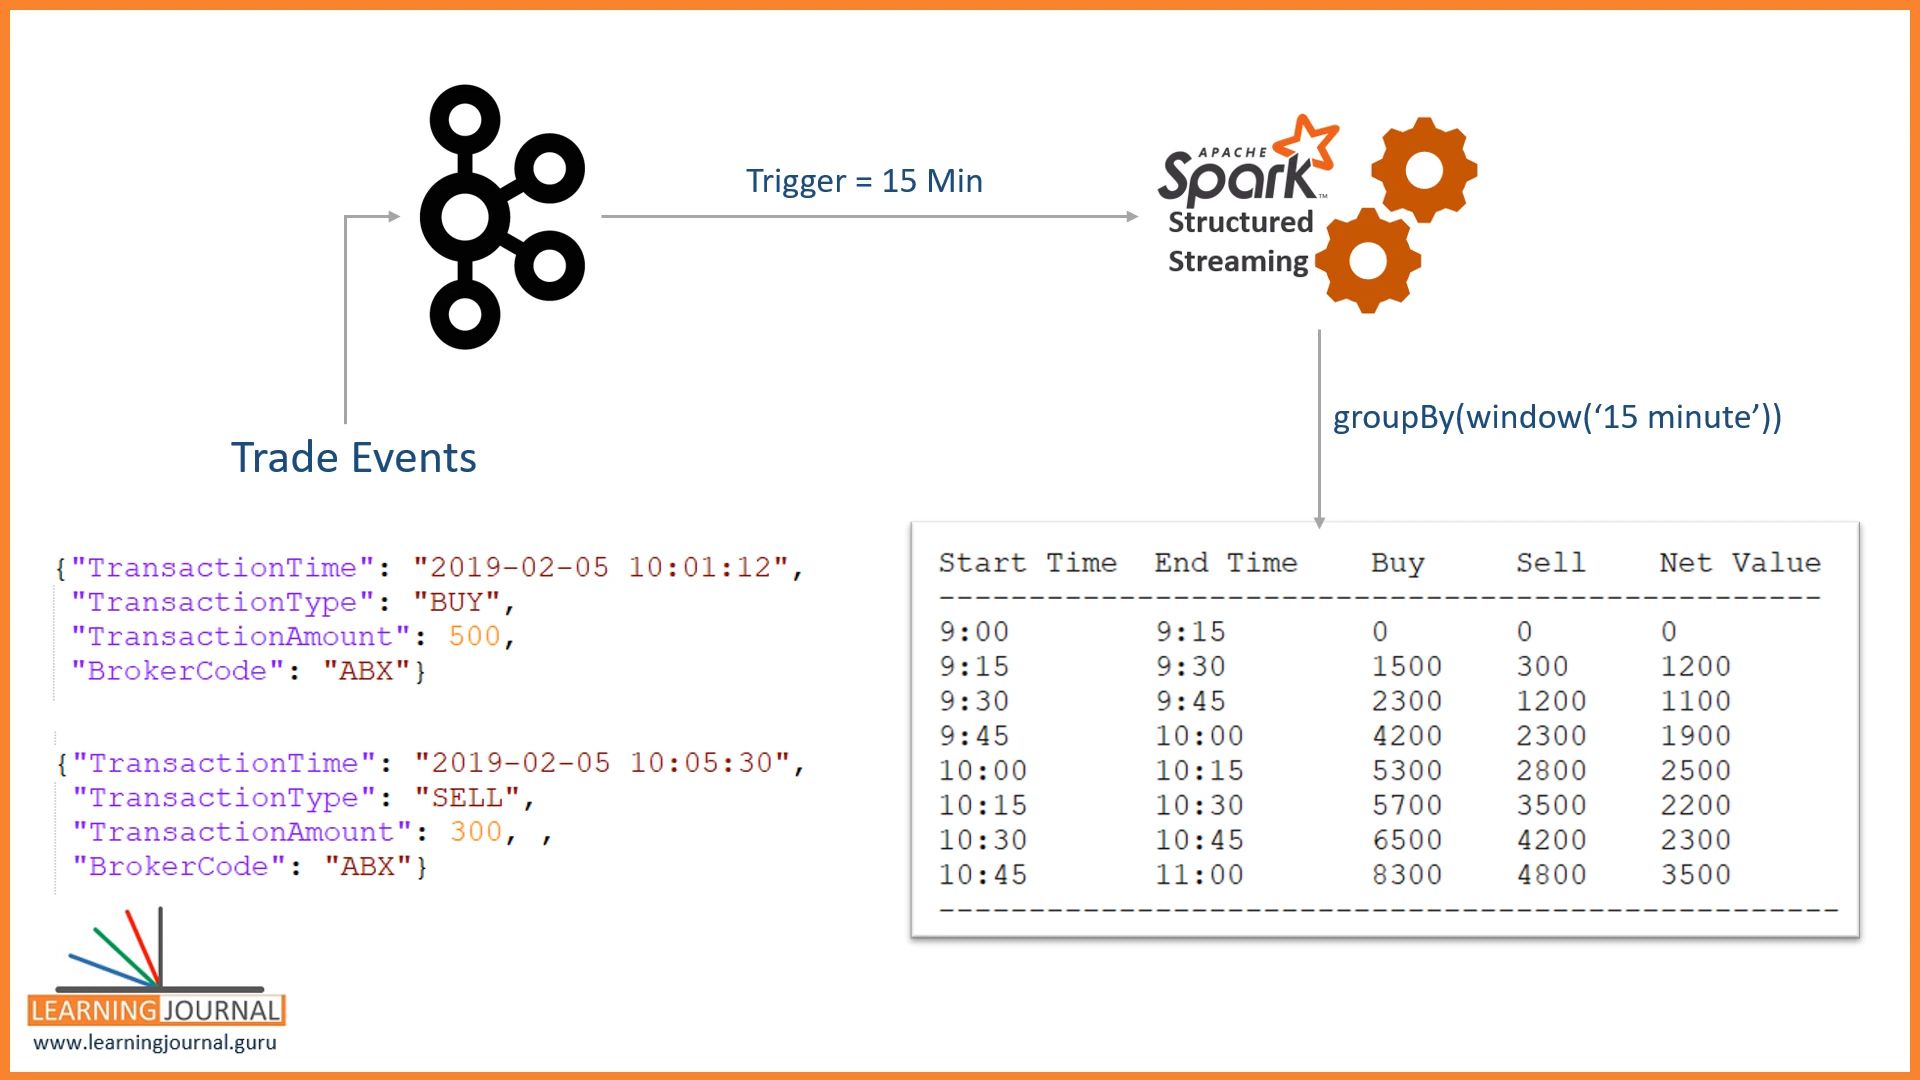 Trigger = 15 Min
APACHE
Spark™
Structured
Streaming
groupBy(window(‘15 minute’))
Trade Events
{"TransactionTime": "2019-02-05 10:01:12",
"TransactionType": "BUY",
"TransactionAmount": 500,
"BrokerCode": "ABX"}
{"TransactionTime": "2019-02-05 10:05:30",
"TransactionType": "SELL",
"TransactionAmount": 300, ,
"BrokerCode": "ABX"}
Start Time End Time Buy Sell Net Value
9:00 9:15 0 0 0
9:15 9:30 1500 300 1200
9:30 9:45 2300 1200 1100
9:45 10:00 4200 2300 1900
10:00 10:15 5300 2800 2500
10:15 10:30 5700 3500 2200
10:30 10:45 6500 4200 2300
10:45 11:00 8300 4800 3500
LEARNING JOURNAL
www.learningjournal.guru